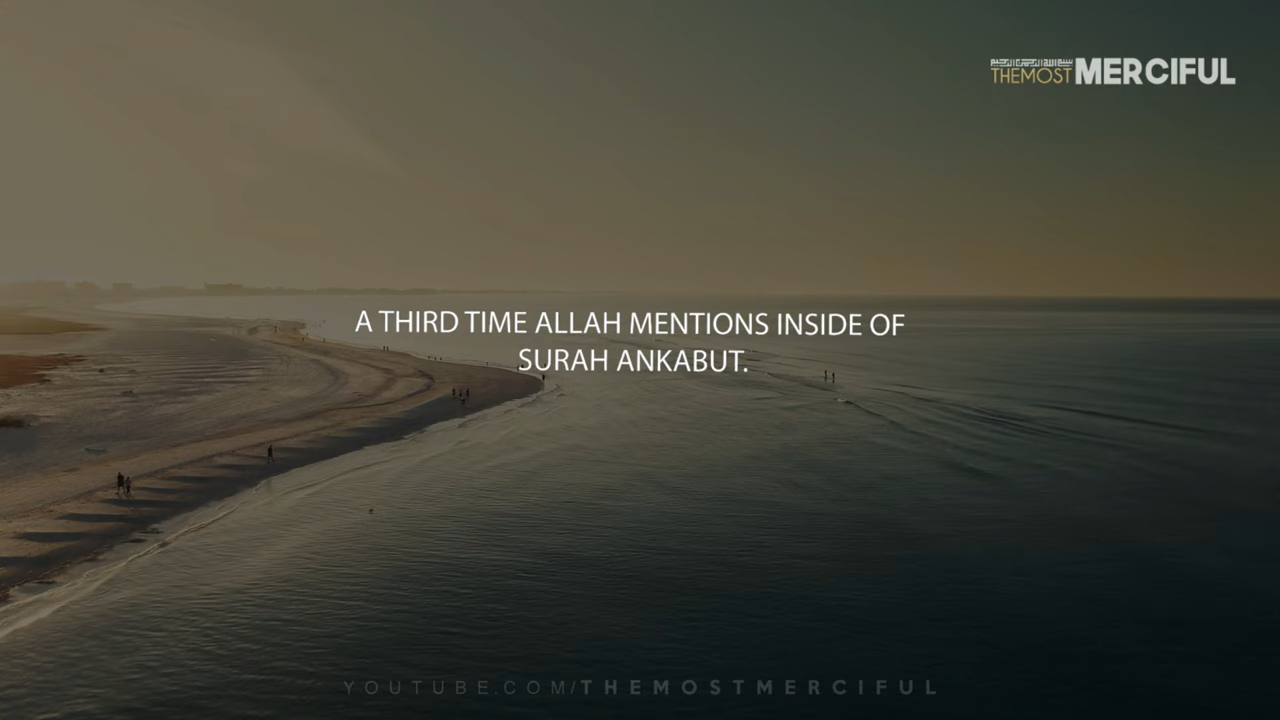 THEMOST MERCIFUL
A THIRD TIME ALLAH MENTIONS INSIDE OF
SURAH ANKABUT.
YOUTUBE.COM/THEMOSTMERCIFUL